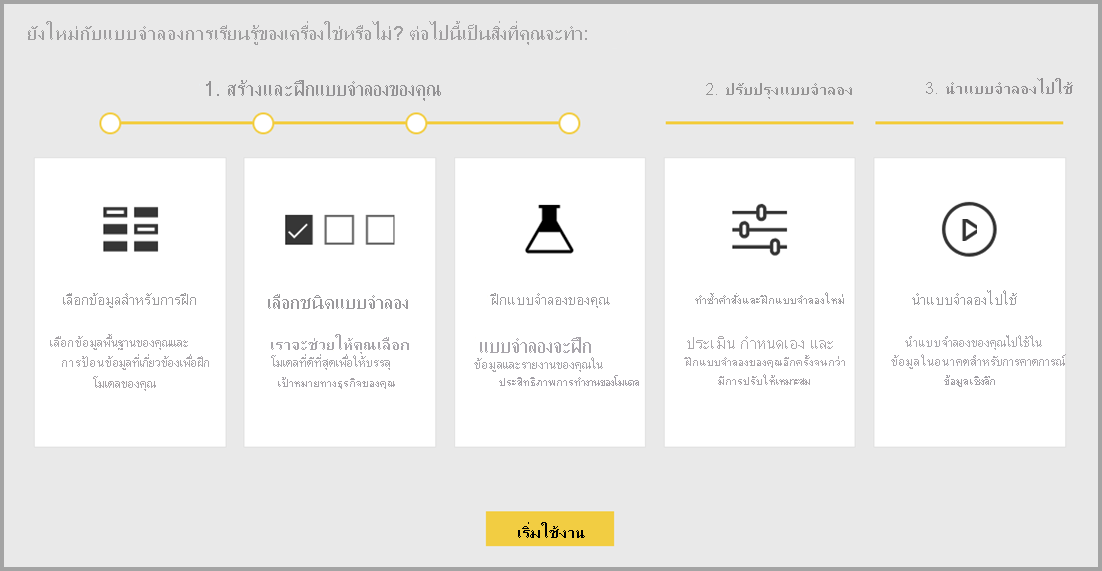 ยังใหม่กับแบบจำลองการเรียนรู้ของเครื่องใช่หรือไม่? ต่อไปนี้เป็นสิ่งที่คุณจะทำ:
1. สร้างและฝึกแบบจำลองของคุณ
2. ปรับปรุงแบบจำลอง
3. นำแบบจำลองไปใช้
เลือกข้อมูลสำหรับการฝึก
เลือกข้อมูลพื้นฐานของคุณและ
การป้อนข้อมูลที่เกี่ยวข้องเพื่อฝึก
โมเดลของคุณ
เลือกชนิดแบบจำลอง
เราจะช่วยให้คุณเลือก
โมเดลที่ดีที่สุดเพื่อให้บรรลุ
เป้าหมายทางธุรกิจของคุณ
ฝึกแบบจำลองของคุณ
แบบจำลองจะฝึก
ข้อมูลและรายงานของคุณใน
ประสิทธิภาพการทำงานของโมเดล
ทำซ้ำคำสั่งและฝึกแบบจำลองใหม่
ประเมิน กำหนดเอง และ
ฝึกแบบจำลองของคุณอีกครั้งจนกว่า
มีการปรับให้เหมาะสม
นำแบบจำลองไปใช้
นำแบบจำลองของคุณไปใช้ใน
ข้อมูลในอนาคตสำหรับการคาดการณ์
ข้อมูลเชิงลึก
เริ่มใช้งาน